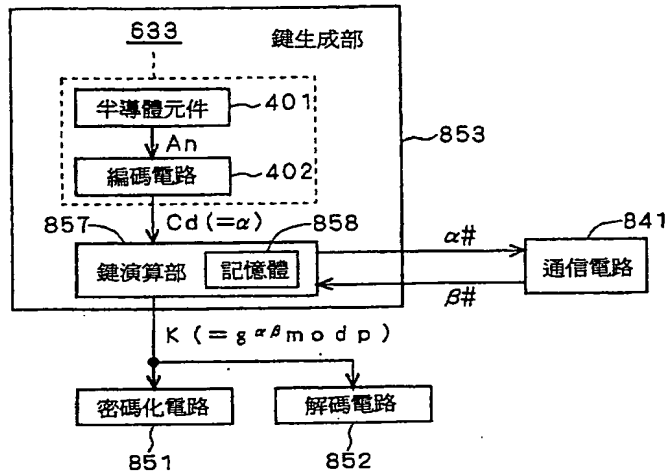 633
鍵生成部
半導體元件
401
An
853
編碼電路
402
857
Cd(=α)
858
841
鍵演算部
記憶體
α#
β#
通信電路
K(=g^αβ mod p)
密碼化電路
解碼電路
851
852